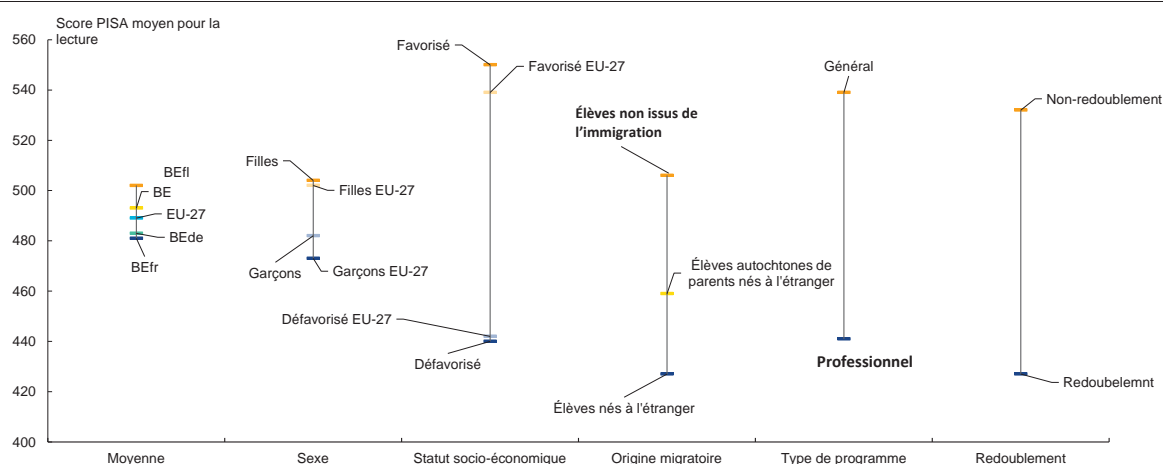 Score PISA moyen pour la
lecture
560
540
520
500
480
460
440
420
400
BEfl
BE
EU-27
BEde
BEfr
Filles
Filles EU-27
Garçons
Garçons EU-27
Favorisé
Favorisé EU-27
Défavorisé EU-27
Défavorisé
Élèves non issus de
l'immigration
Élèves autochtones de
parents nés à l'étranger
Élèves nés à l'étranger
Général
Professionnel
Non-redoublement
Redoubelemnt
Moyenne
Sexe
Statut socio-économique
Origine migratoire
Type de programme
Redoublement